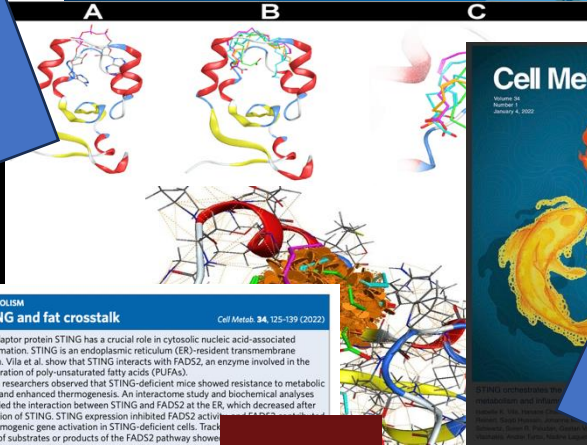 A
B
C
Cell Me
Volume 34
Number 1
January 4, 2022
OLISM
NG and fat crosstalk
Cell Metab. 34, 125–139 (2022)
aptor protein STING has a crucial role in cytosolic nucleic acid-associated
mation. STING is an endoplasmic reticulum (ER)-resident transmembrane
. Vila et al. show that STING interacts with FADS2, an enzyme involved in the
ration of poly-unsaturated fatty acids (PUFAs).
researchers observed that STING-deficient mice showed resistance to metabolic
and enhanced thermogenesis. An interactome study and biochemical analyses
led the interaction between STING and FADS2 at the ER, which decreased after
ion of STING. STING expression inhibited FADS2 activi
mogenic gene activation in STING-deficient cells. Track
of substrates or products of the FADS2 pathway showe
STING orchestrates the
metabolism and inflam